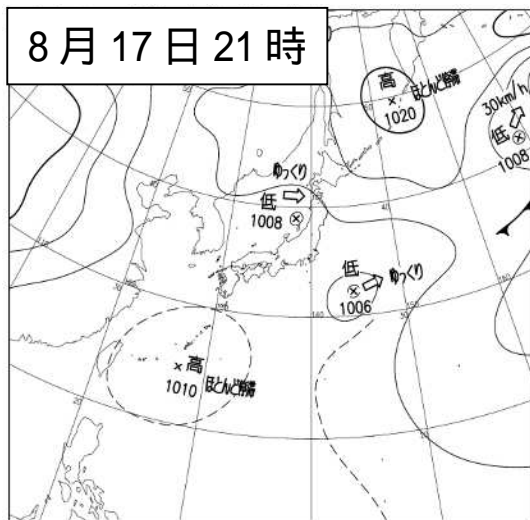 8月17日21時
高
ほとんど停滞
1020
30km/h
低
1008
ゆっくり
低
1008
低
ゆっくり
1006
高
1010
ほとんど停滞
40